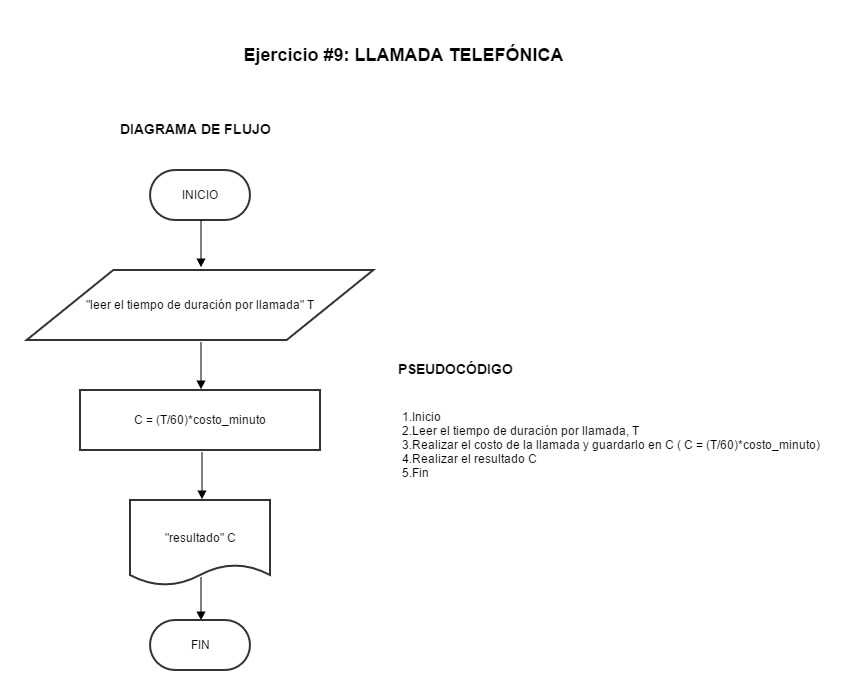 Ejercicio #9: LLAMADA TELEFÓNICA
DIAGRAMA DE FLUJO
INICIO
"leer el tiempo de duración por llamada" T
C = (T/60)*costo_minuto
"resultado" C
FIN
PSEUDOCÓDIGO
1.Inicio
2.Leer el tiempo de duración por llamada, T
3.Realizar el costo de la llamada y guardarlo en C ( C = (T/60)*costo_minuto)
4.Realizar el resultado C
5.Fin